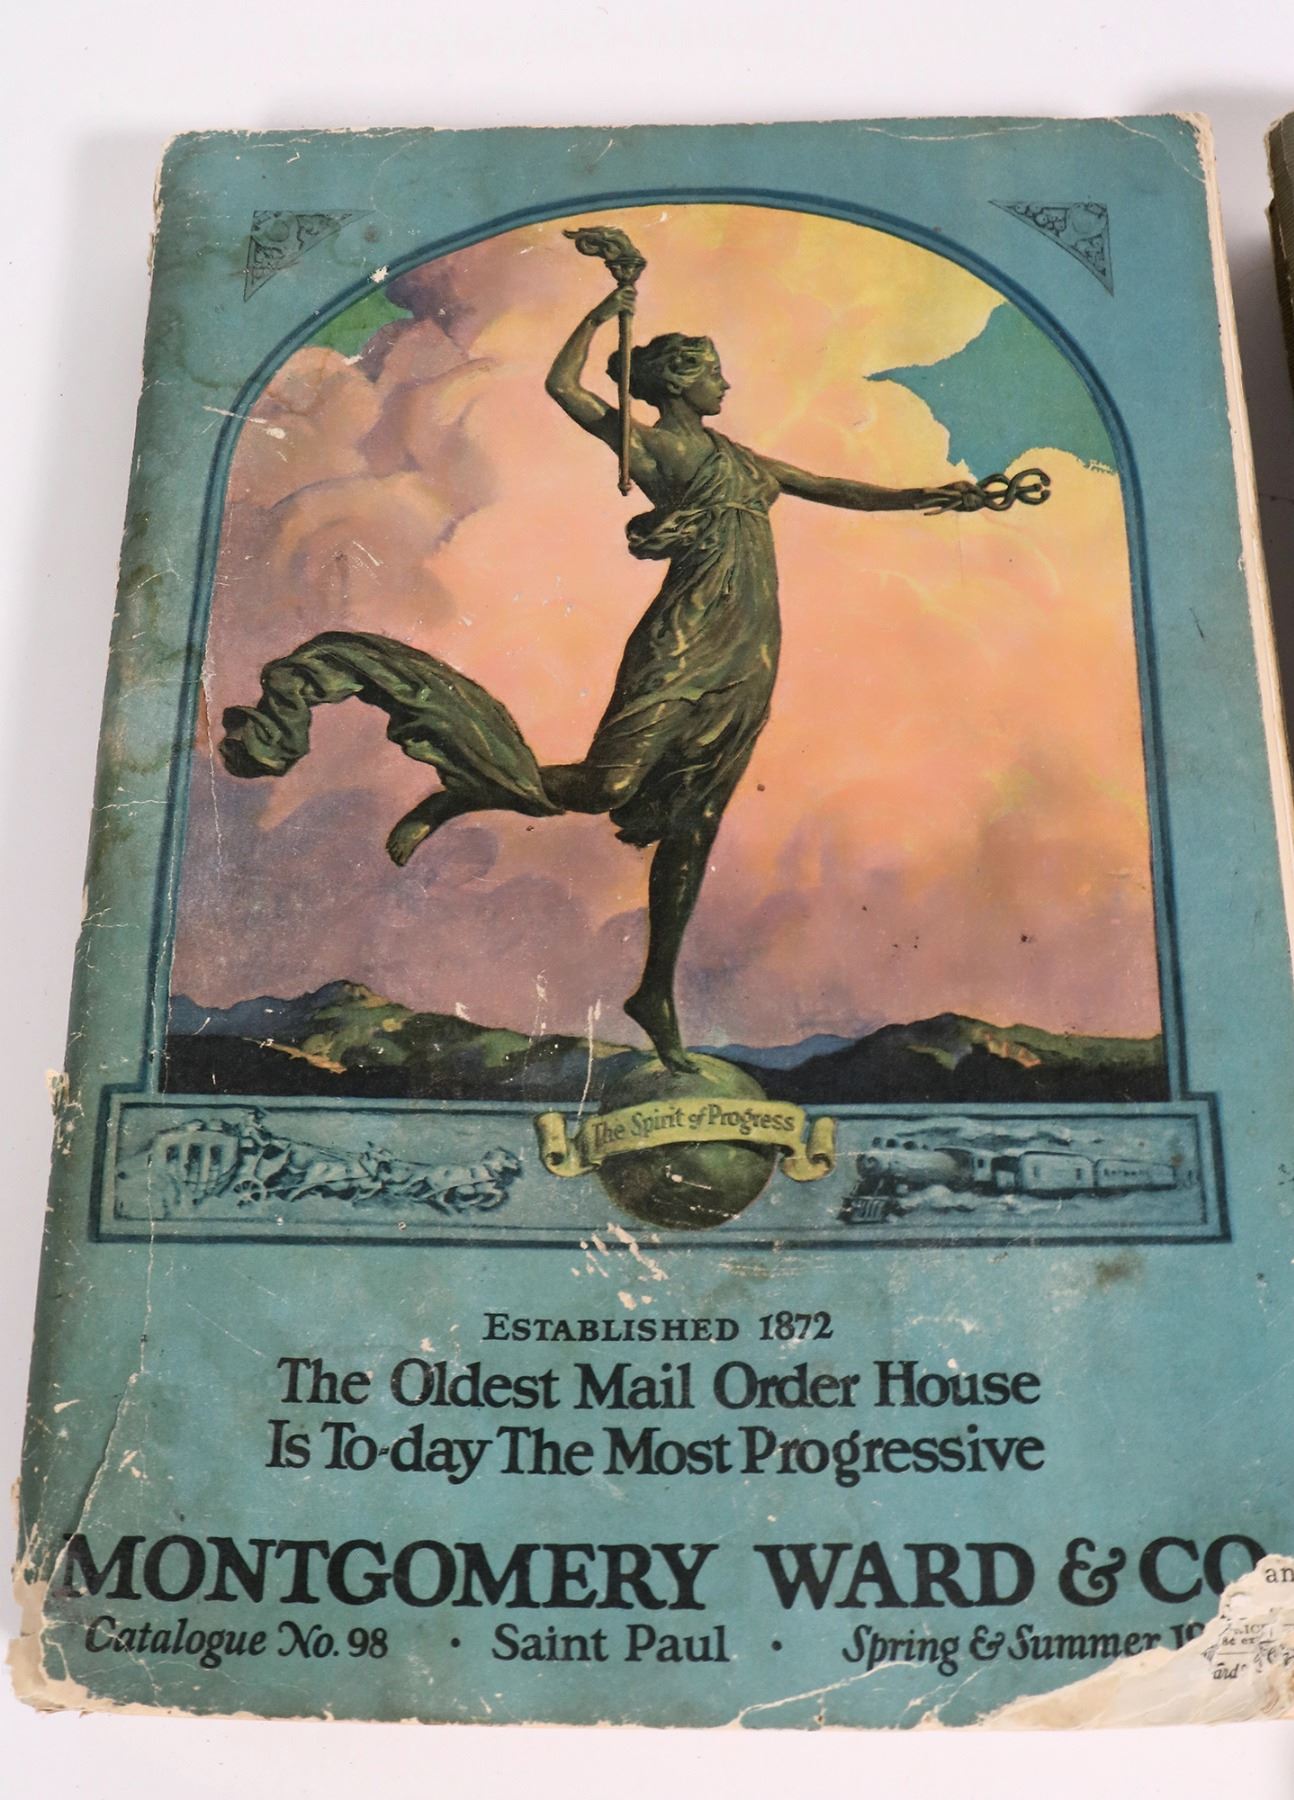 The Spirit of Progress
ESTABLISHED 1872
The Oldest Mail Order House
Is To-day The Most Progressive
MONTGOMERY WARD & CO
Catalogue No. 98 • Saint Paul • Spring & Summer
an